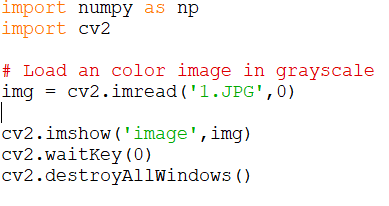 import numpy as np
import cv2
# Load an color image in grayscale
img = cv2.imread('1.JPG',0)
cv2.imshow('image',img)
cv2.waitKey(0)
cv2.destroyAllWindows()